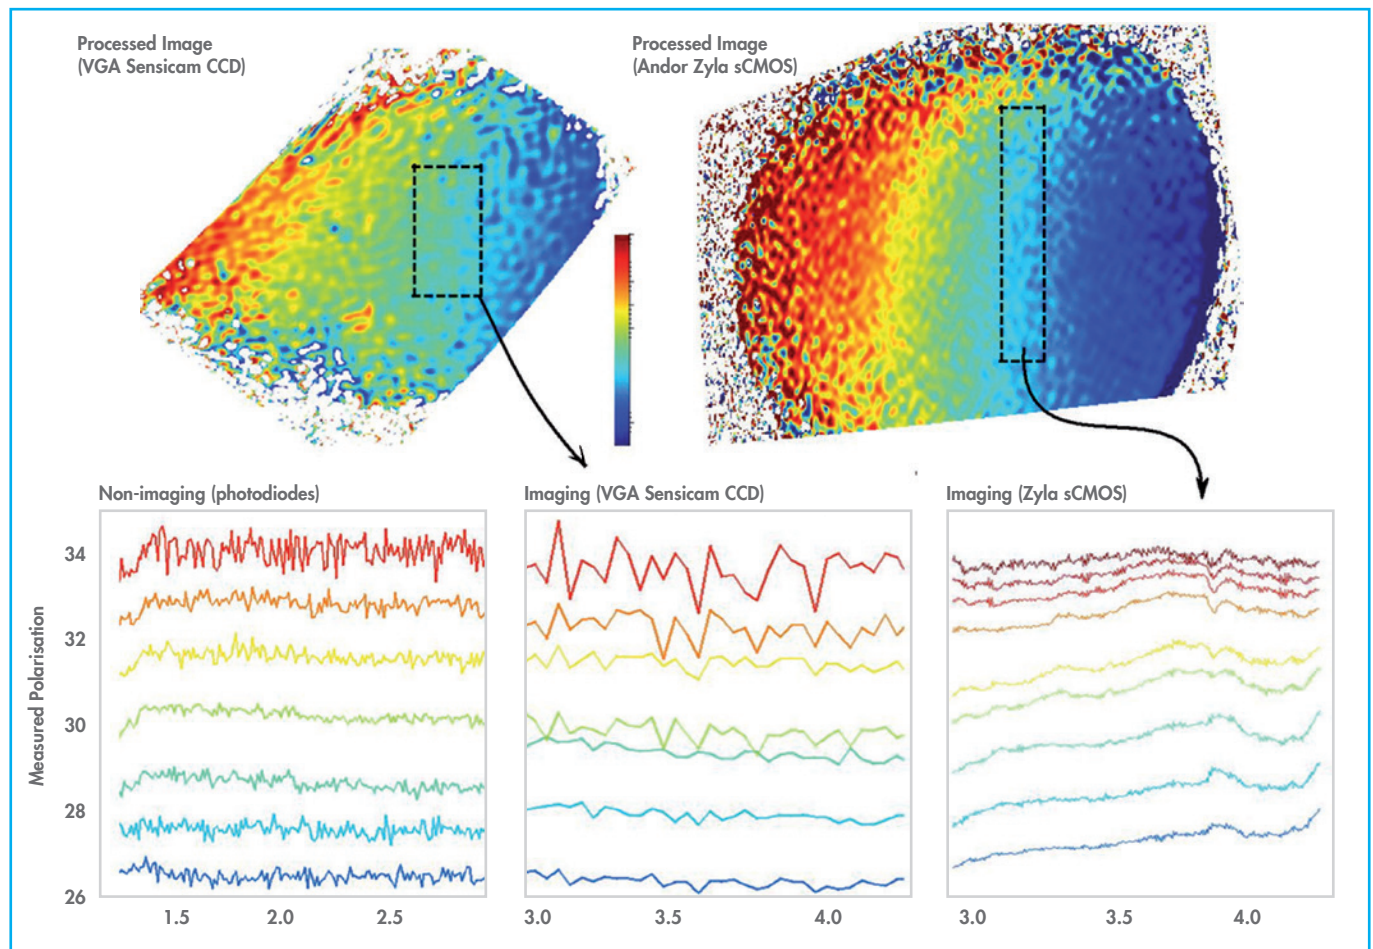 Processed Image
(VGA Sensicam CCD)
Processed Image
(Andor Zyla sCMOS)
Non-imaging (photodiodes)
Imaging (VGA Sensicam CCD)
Imaging (Zyla sCMOS)
Measured Polarisation
34
32
30
28
26
1.5 2.0 2.5
3.0 3.5 4.0
3.0 3.5 4.0